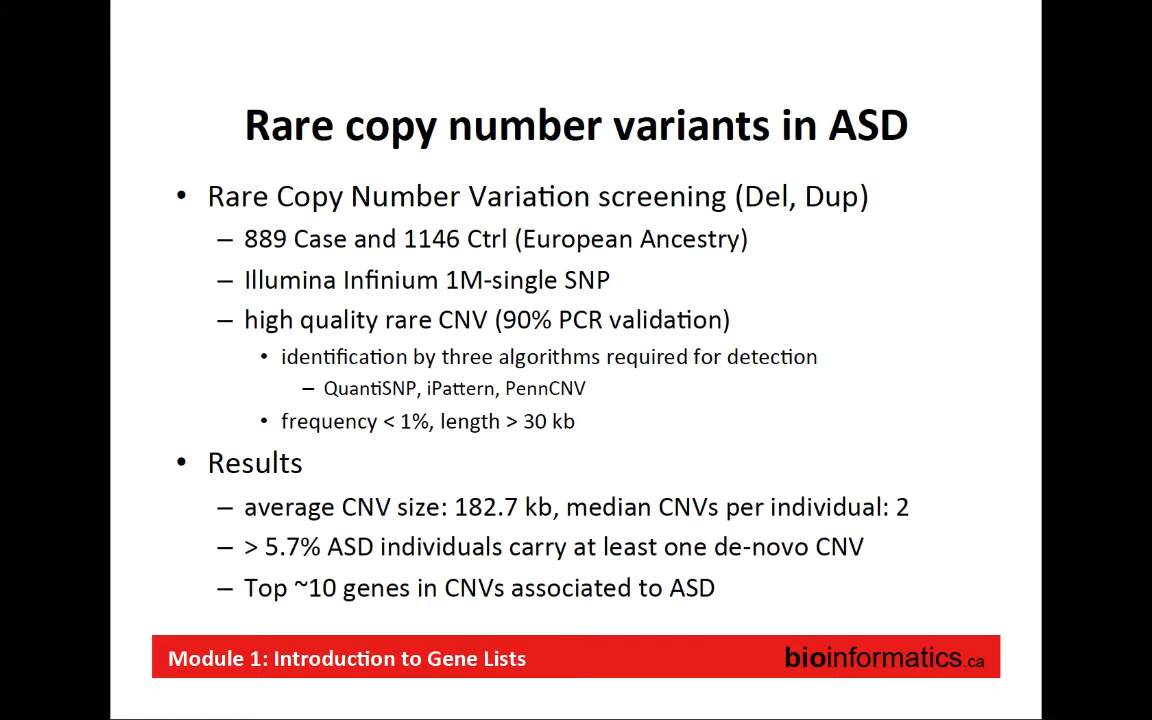 Rare copy number variants in ASD
• Rare Copy Number Variation screening (Del, Dup)
– 889 Case and 1146 Ctrl (European Ancestry)
– Illumina Infinium 1M-single SNP
– high quality rare CNV (90% PCR validation)
• identification by three algorithms required for detection
– QuantiSNP, iPattern, PennCNV
• frequency < 1%, length > 30 kb
• Results
– average CNV size: 182.7 kb, median CNVs per individual: 2
– > 5.7% ASD individuals carry at least one de-novo CNV
– Top ~10 genes in CNVs associated to ASD
Module 1: Introduction to Gene Lists
bioinformatics.ca